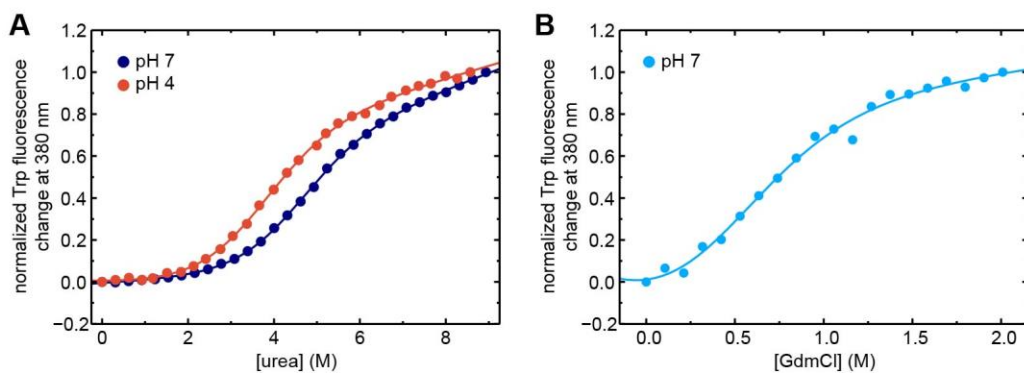 A
1.2
1.0
0.8
0.6
0.4
0.2
0.0
−0.2
normalized Trp fluorescence
change at 380 nm
pH 7
pH 4
0
2
4
6
8
[urea] (M)
B
1.2
1.0
0.8
0.6
0.4
0.2
0.0
−0.2
normalized Trp fluorescence
change at 380 nm
pH 7
0.0
0.5
1.0
1.5
2.0
[GdmCl] (M)